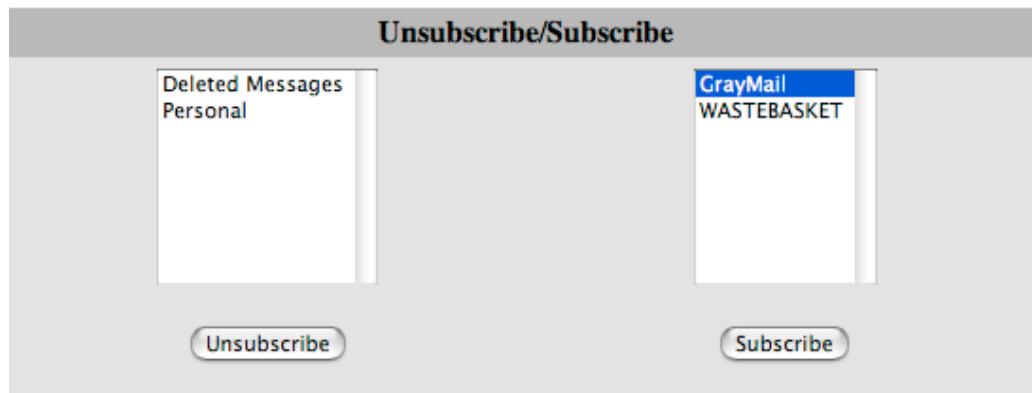 Unsubscribe/Subscribe
Deleted Messages
Personal
GrayMail
WASTEBASKET
Unsubscribe
Subscribe